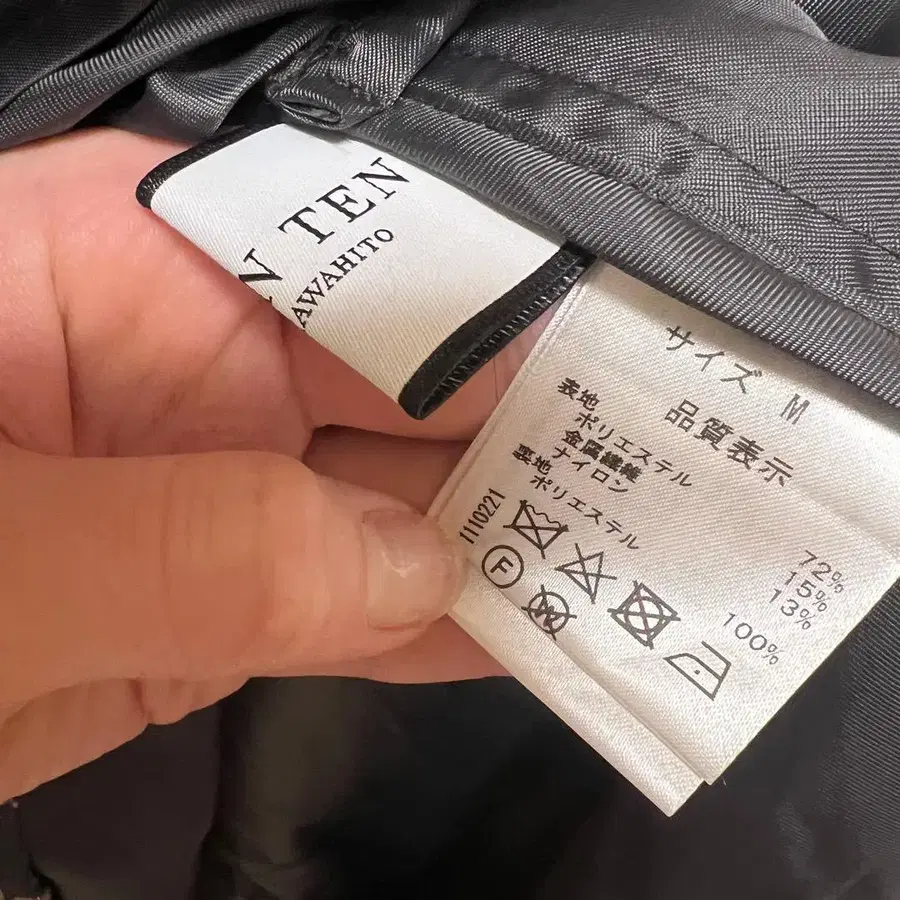 N TEN
AWAHITO
サイズ M
品質表示
表地
ポリエステル 72%
金属繊維 15%
ナイロン 13%
裏地
ポリエステル 100%
1110221
F
W